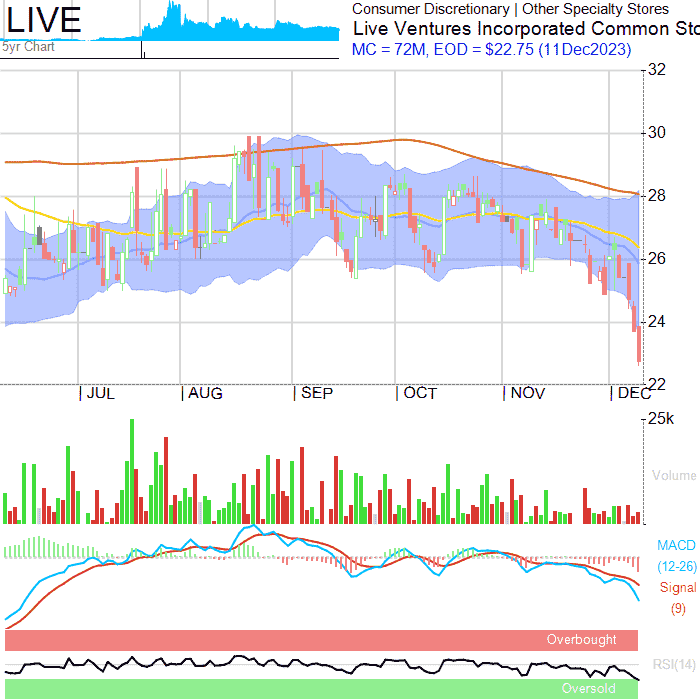 LIVE
5yr Chart
Consumer Discretionary | Other Specialty Stores
Live Ventures Incorporated Common Sto
MC = 72M, EOD = $22.75 (11Dec2023)
32
30
28
26
24
22
JUL
AUG
SEP
OCT
NOV
DEC
25k
Volume
MACD
(12-26)
Signal
(9)
Overbought
RSI(14)
Oversold